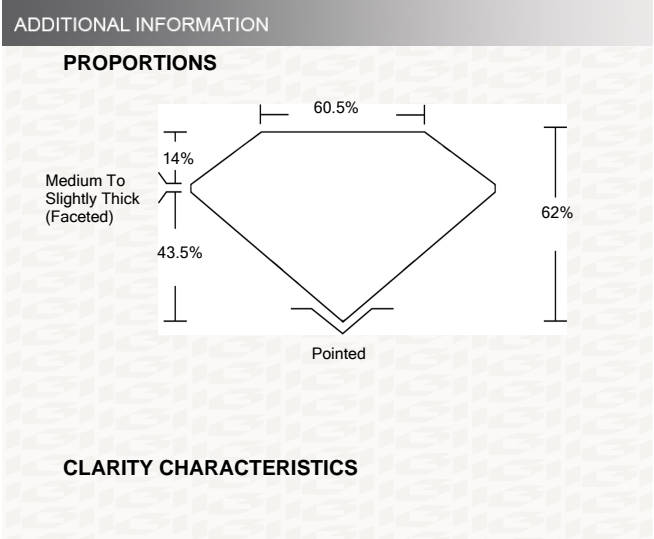 ADDITIONAL INFORMATION
PROPORTIONS
60.5%
14%
Medium To
Slightly Thick
(Faceted)
62%
43.5%
Pointed
CLARITY CHARACTERISTICS